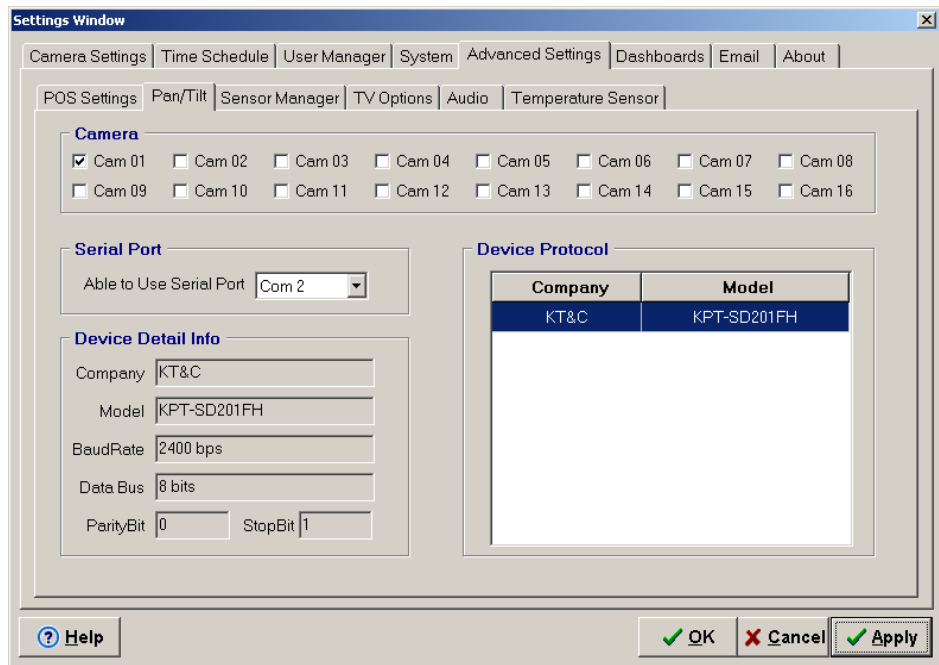 Settings Window
Camera Settings Time Schedule User Manager System Advanced Settings Dashboards Email About
POS Settings Pan/Tilt Sensor Manager TV Options Audio Temperature Sensor
Camera
Cam 01 Cam 02 Cam 03 Cam 04 Cam 05 Cam 06 Cam 07 Cam 08
Cam 09 Cam 10 Cam 11 Cam 12 Cam 13 Cam 14 Cam 15 Cam 16
Serial Port
Able to Use Serial Port Com 2
Device Detail Info
Company KT&C
Model KPT-SD201FH
BaudRate 2400 bps
Data Bus 8 bits
ParityBit 0 StopBit 1
Device Protocol
Company Model
KT&C KPT-SD201FH
Help OK Cancel Apply